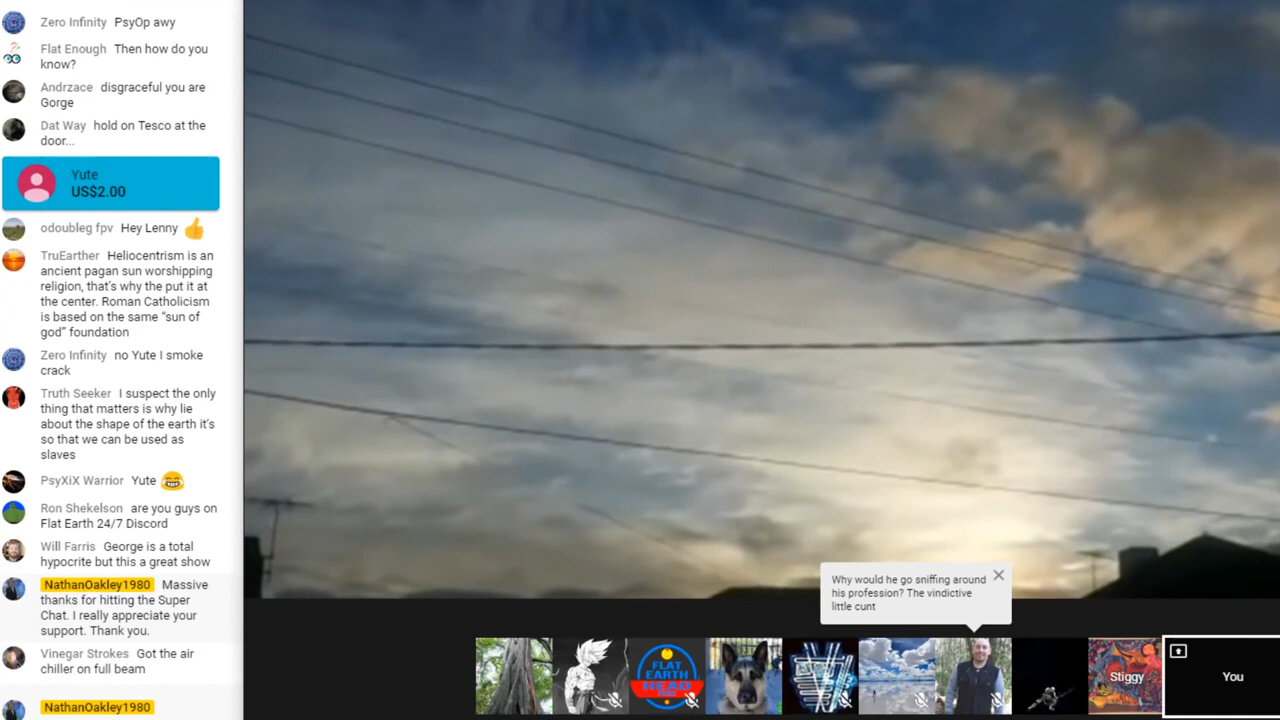 Zero Infinity PsyOp awy
Flat Enough Then how do you
know?
Andrzace disgraceful you are
Gorge
Dat Way hold on Tesco at the
door...
Yute
US$2.00
odoubleg fpv Hey Lenny 👍
TruEarther Heliocentrism is an
ancient pagan sun worshipping
religion, that's why the put it at
the center. Roman Catholicism
is based on the same “sun of
god” foundation
Zero Infinity no Yute I smoke
crack
Truth Seeker I suspect the only
thing that matters is why lie
about the shape of the earth it's
so that we can be used as
slaves
PsyXiX Warrior Yute 😂
Ron Shekelson are you guys on
Flat Earth 24/7 Discord
Will Farris George is a total
hypocrite but this a great show
NathanOakley1980 Massive
thanks for hitting the Super
Chat. I really appreciate your
support. Thank you.
Vinegar Strokes Got the air
chiller on full beam
NathanOakley1980
Why would he go sniffing around
his profession? The vindictive
little cunt
FLAT
EARTH
HEAD
Stiggy
You